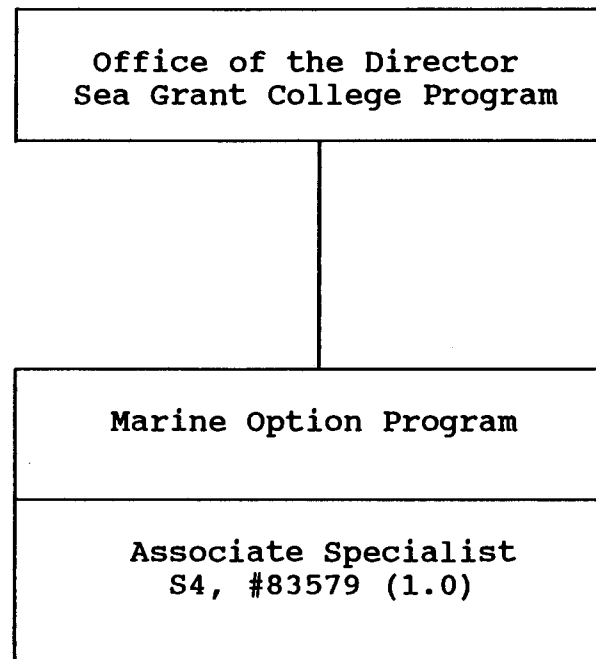 Office of the Director
Sea Grant College Program
Marine Option Program
Associate Specialist
S4, #83579 (1.0)